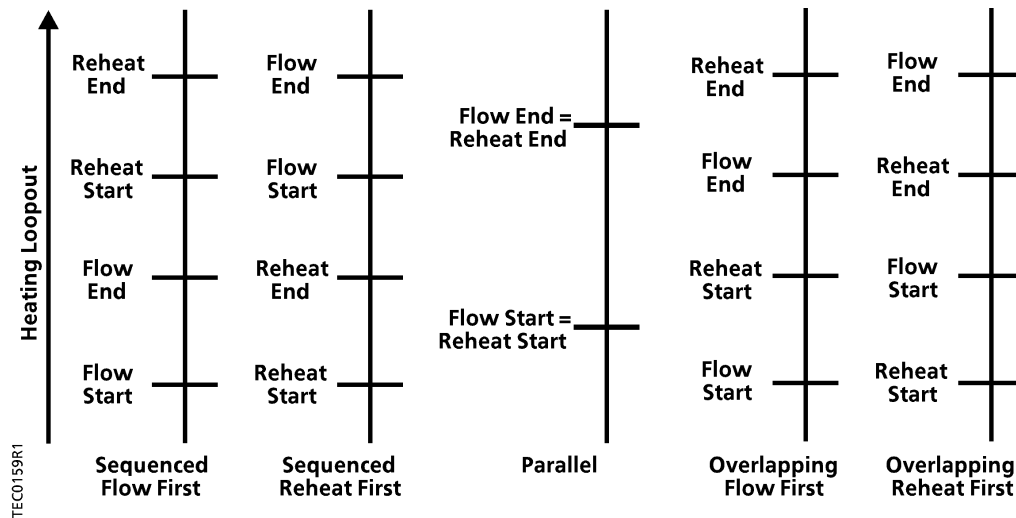 Heating Loopout
Reheat
End
Reheat
Start
Flow
End
Flow
Start
Sequenced
Flow First
Flow
End
Flow
Start
Reheat
End
Reheat
Start
Sequenced
Reheat First
Flow End =
Reheat End
Flow Start =
Reheat Start
Parallel
Reheat
End
Flow
End
Reheat
Start
Flow
Start
Overlapping
Flow First
Flow
End
Reheat
End
Flow
Start
Reheat
Start
Overlapping
Reheat First
TEC0159R1